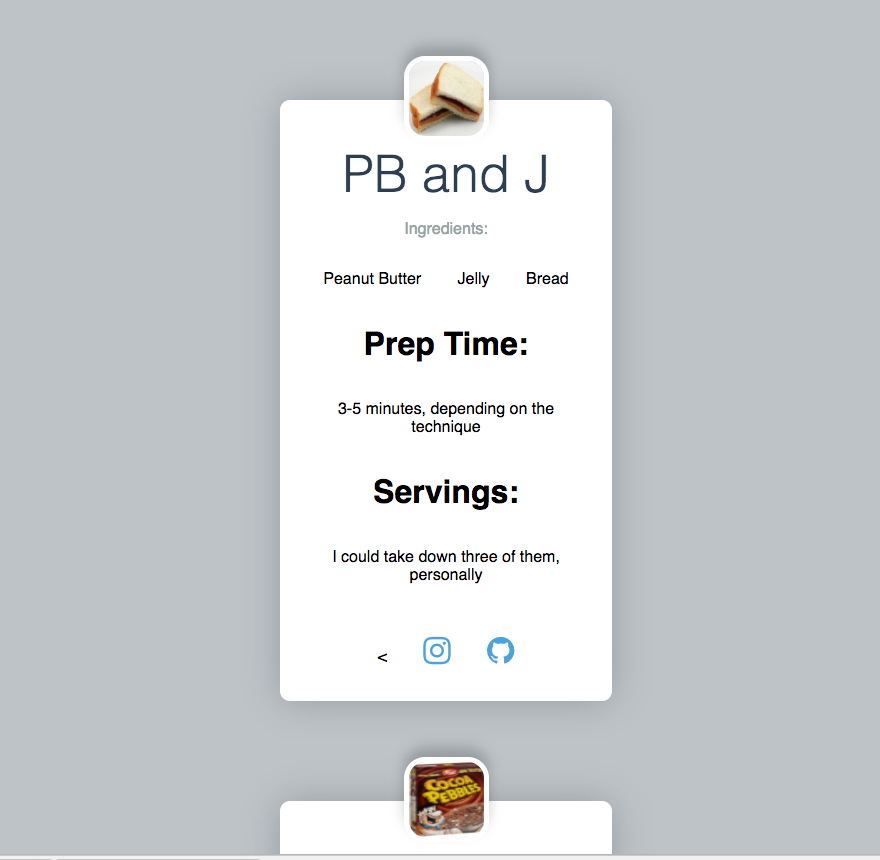 PB and J
Ingredients:
Peanut Butter Jelly Bread
Prep Time:
3-5 minutes, depending on the
technique
Servings:
I could take down three of them,
personally
<
COCOA
PEBBLES